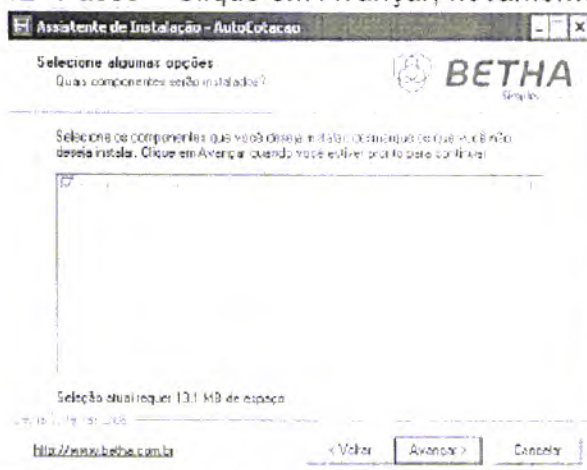 Clique em Avançar, novamente
Assistente de Instalação - AutoCotacao
Selecione algumas opções
Quais componentes serão instalados?
BETHA
Simples
Selecione os componentes que você deseja instalar; desmarque os que você não
deseja instalar. Clique em Avançar quando você estiver pronto para continuar.
Seleção atual requer 13.1 MB de espaço
http://www.betha.com.br
< Voltar
Avançar >
Cancelar